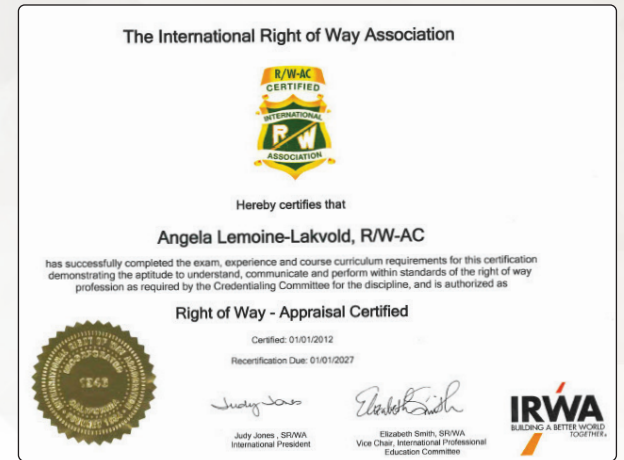 The International Right of Way Association
R/W-AC
CERTIFIED
INTERNATIONAL
R W
ASSOCIATION
Hereby certifies that
Angela Lemoine-Lakvold, R/W-AC
has successfully completed the exam, experience and course curriculum requirements for this certification
demonstrating the aptitude to understand, communicate and perform within standards of the right of way
profession as required by the Credentialing Committee for the discipline, and is authorized as
Right of Way - Appraisal Certified
Certified: 01/01/2012
Recertification Due: 01/01/2027
Judy Jones
Elizabeth Smith
Judy Jones , SR/WA
International President
Elizabeth Smith, SR/WA
Vice Chair, International Professional
Education Committee
IRWA
BUILDING A BETTER WORLD
TOGETHER.